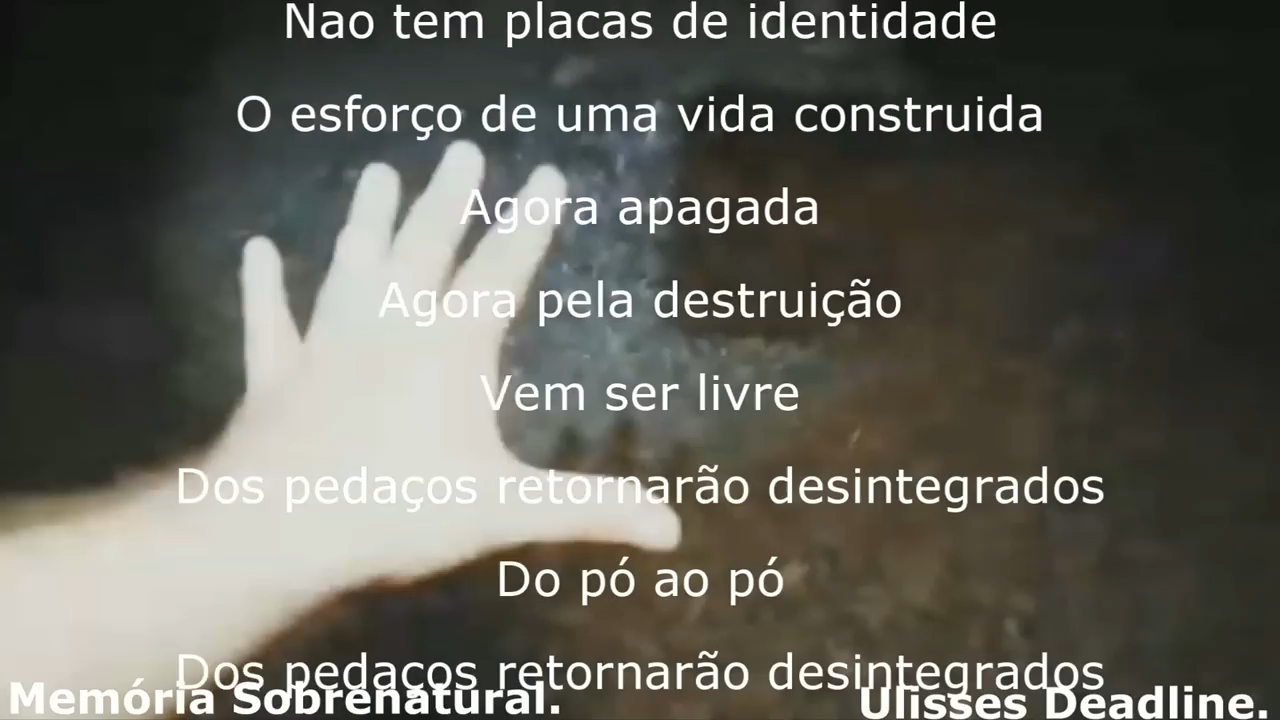 Nao tem placas de identidade
O esforço de uma vida construida
Agora apagada
Agora pela destruição
Vem ser livre
Dos pedaços retornarão desintegrados
Do pó ao pó
Dos pedaços retornarão desintegrados
Memória Sobrenatural.
Ulisses Deadline.